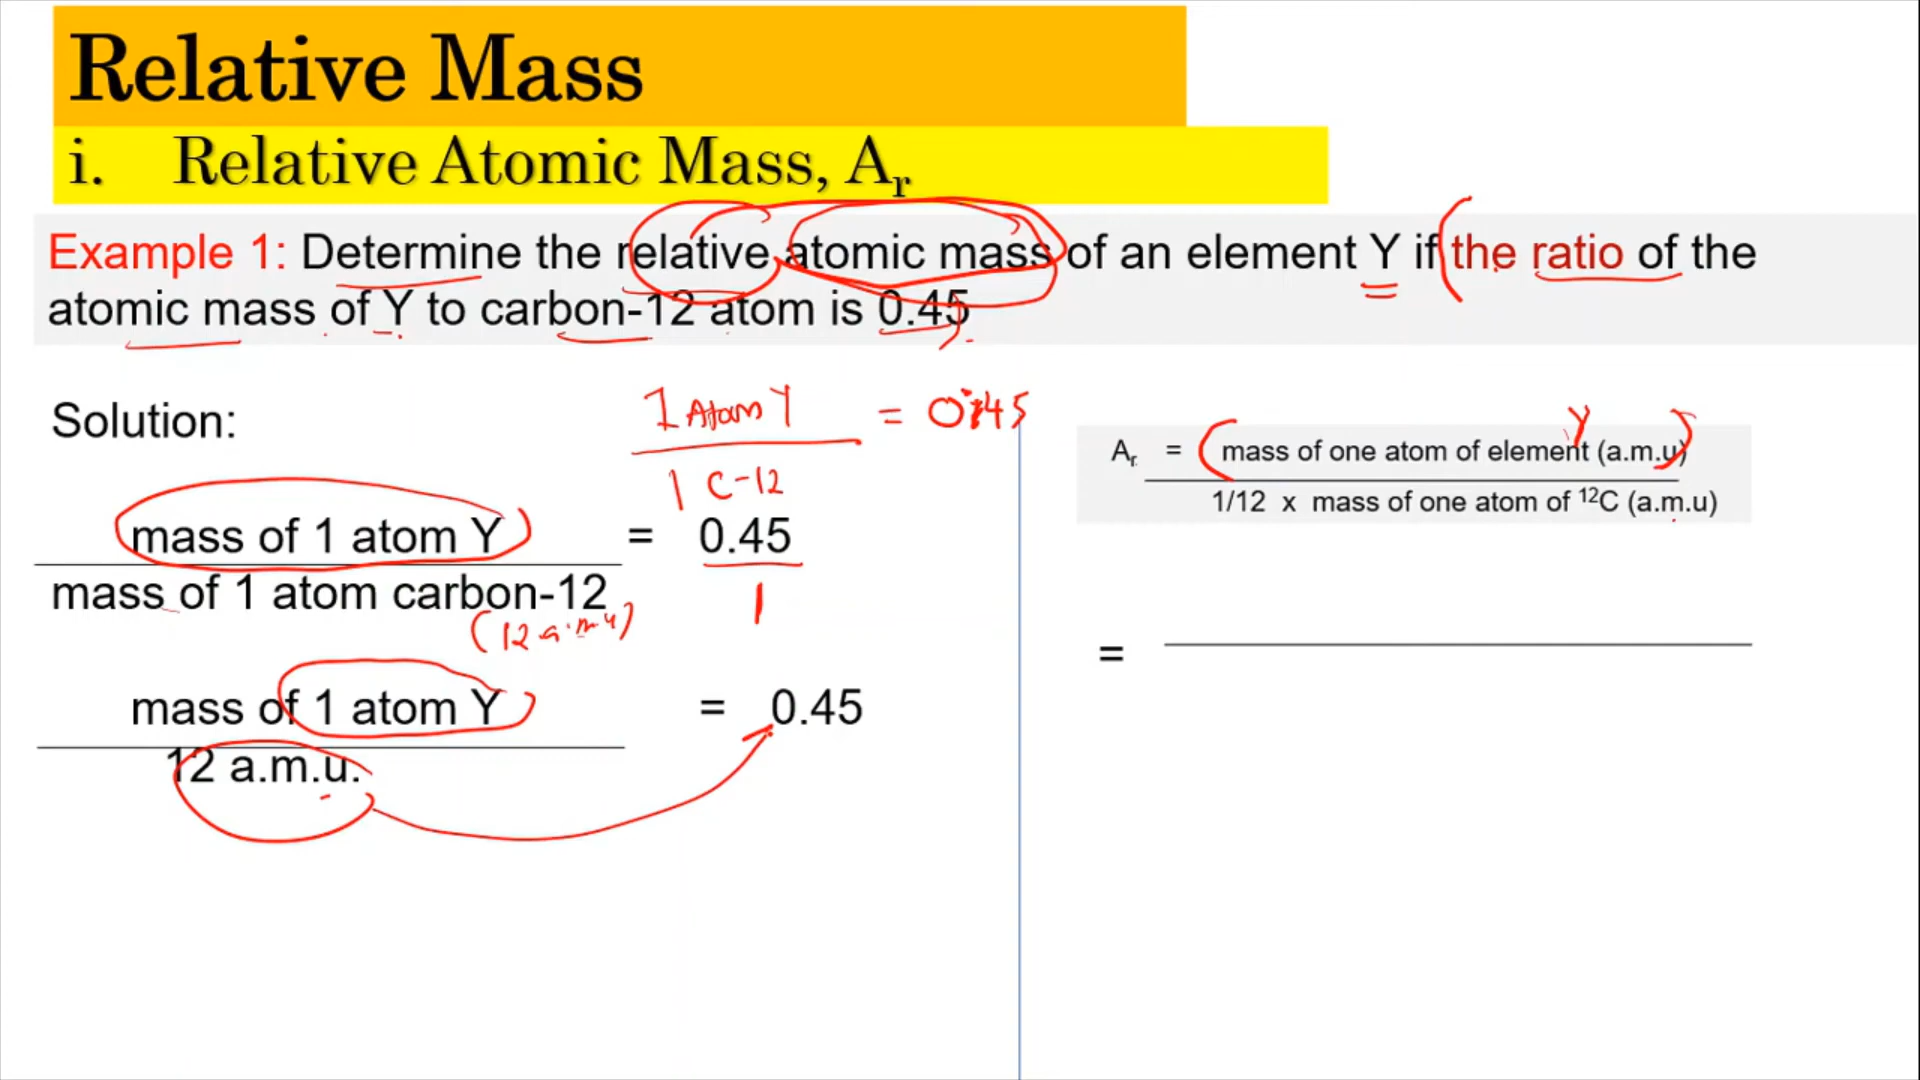 Relative Mass
i. Relative Atomic Mass, Ar
Example 1: Determine the relative atomic mass of an element Y if the ratio of the
atomic mass of Y to carbon-12 atom is 0.45
Solution:
1 Atom Y = 0.45
1 C-12
mass of 1 atom Y = 0.45
mass of 1 atom carbon-12 1
(12 a.m.u)
mass of 1 atom Y = 0.45
12 a.m.u.
Y
Ar = mass of one atom of element (a.m.u)
1/12 x mass of one atom of ¹²C (a.m.u)
=